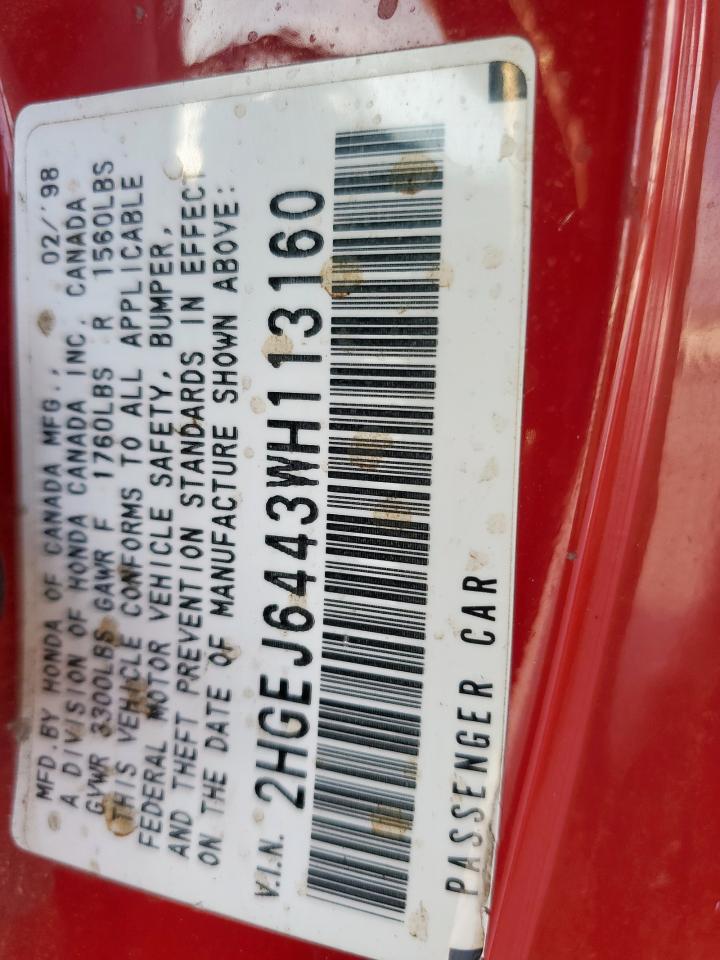 MFD.BY HONDA OF CANADA MFG., 02/'98
A DIVISION OF HONDA CANADA INC. CANADA
GVWR 3300LBS GAWR F 1760LBS R 1560LBS
THIS VEHICLE CONFORMS TO ALL APPLICABLE
FEDERAL MOTOR VEHICLE SAFETY, BUMPER,
AND THEFT PREVENTION STANDARDS IN EFFECT
ON THE DATE OF MANUFACTURE SHOWN ABOVE:
V.I.N. 2HGEJ6443WH113160
PASSENGER CAR